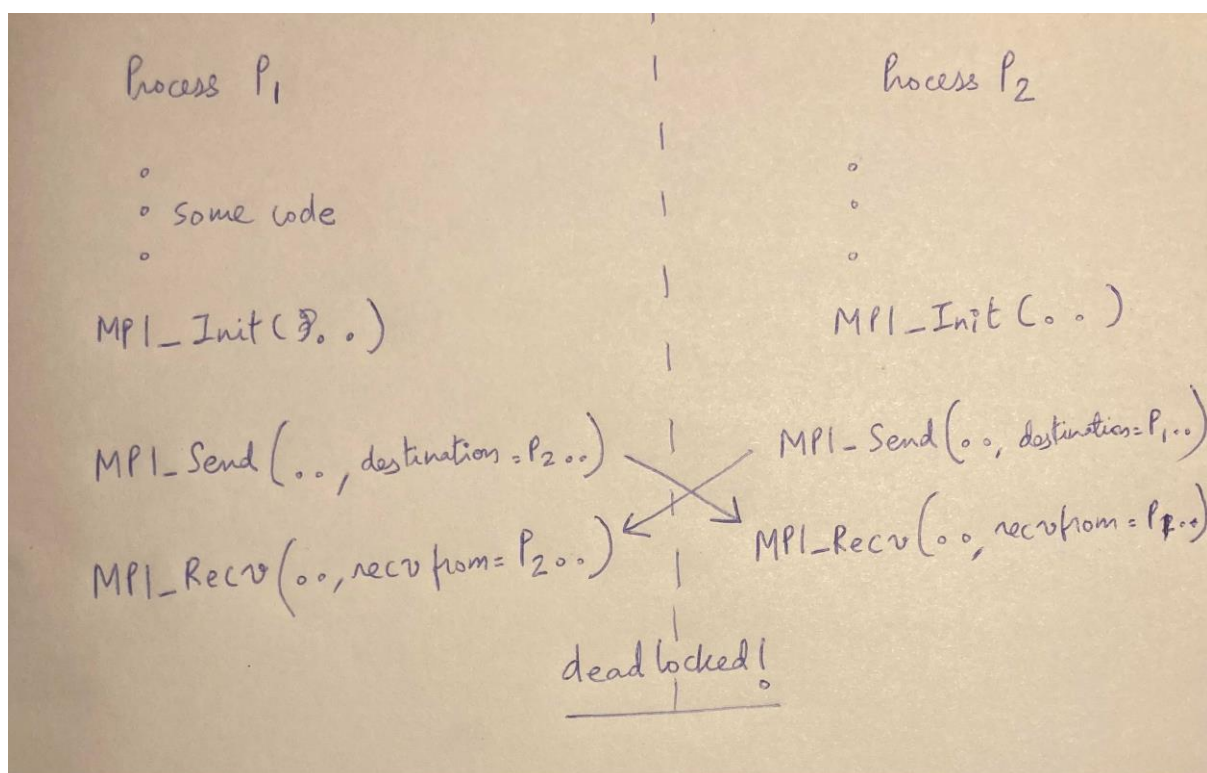 Process P1
Process P2
some code
MPI_Init(..)
MPI_Init(..)
MPI_Send(.., destination=P2..)
MPI_Send(.., destination=P1..)
MPI_Recv(.., recv from=P2..)
MPI_Recv(.., recv from=P1..)
deadlocked!